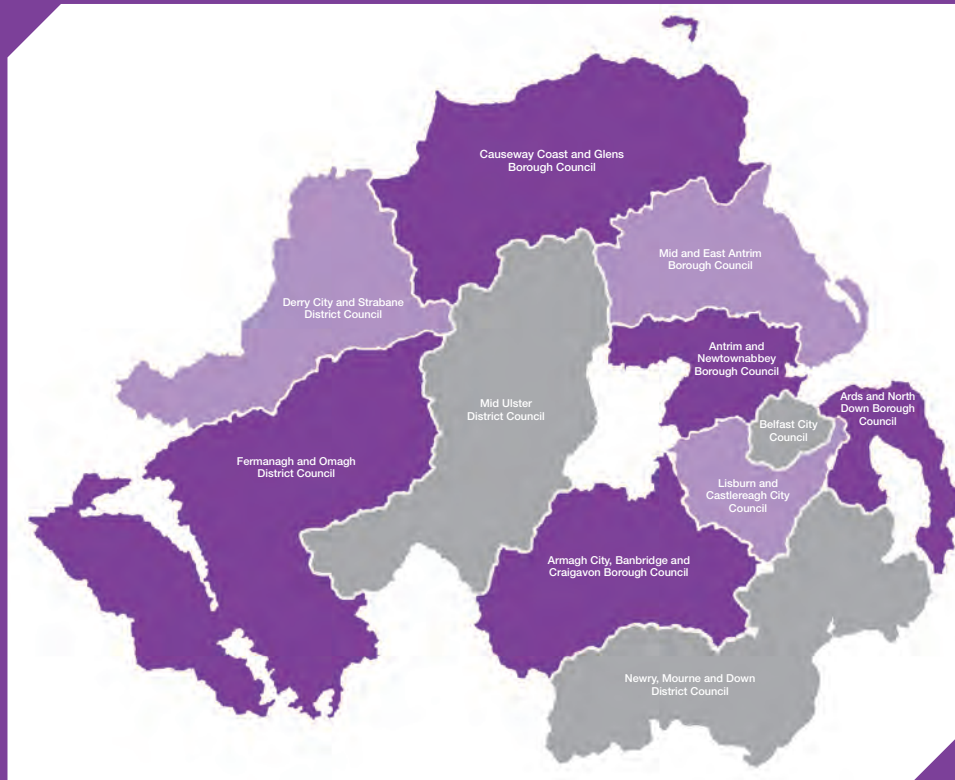 Causeway Coast and Glens
Borough Council
Mid and East Antrim
Borough Council
Derry City and Strabane
District Council
Antrim and
Newtownabbey
Borough Council
Ards and North
Down Borough
Council
Mid Ulster
District Council
Belfast City
Council
Fermanagh and Omagh
District Council
Lisburn and
Castlereagh City
Council
Armagh City, Banbridge and
Craigavon Borough Council
Newry, Mourne and Down
District Council